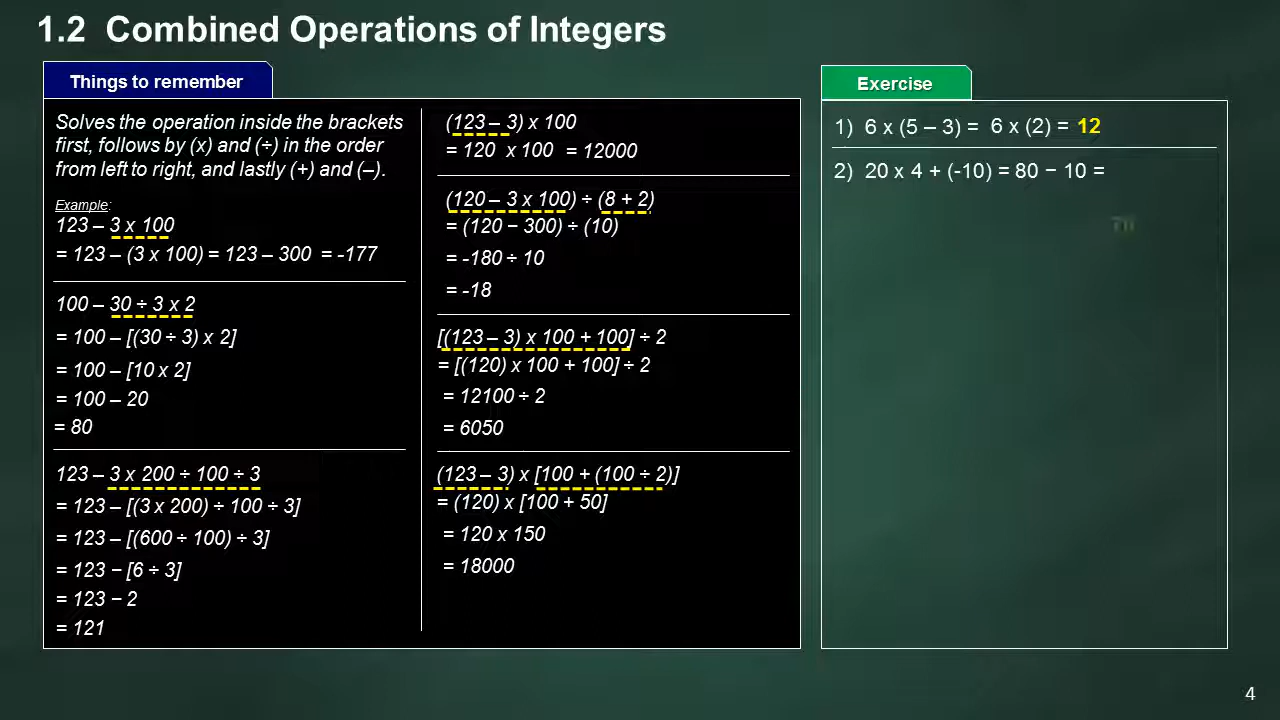 1.2 Combined Operations of Integers
Things to remember
Solves the operation inside the brackets
first, follows by (x) and (÷) in the order
from left to right, and lastly (+) and (–).
Example:
123 – 3 x 100
= 123 – (3 x 100) = 123 – 300 = -177
100 – 30 ÷ 3 x 2
= 100 – [(30 ÷ 3) x 2]
= 100 – [10 x 2]
= 100 – 20
= 80
123 – 3 x 200 ÷ 100 ÷ 3
= 123 – [(3 x 200) ÷ 100 ÷ 3]
= 123 – [(600 ÷ 100) ÷ 3]
= 123 − [6 ÷ 3]
= 123 − 2
= 121
(123 – 3) x 100
= 120 x 100 = 12000
(120 – 3 x 100) ÷ (8 + 2)
= (120 − 300) ÷ (10)
= -180 ÷ 10
= -18
[(123 – 3) x 100 + 100] ÷ 2
= [(120) x 100 + 100] ÷ 2
= 12100 ÷ 2
= 6050
(123 – 3) x [100 + (100 ÷ 2)]
= (120) x [100 + 50]
= 120 x 150
= 18000
Exercise
1) 6 x (5 – 3) = 6 x (2) = 12
2) 20 x 4 + (-10) = 80 − 10 =
4